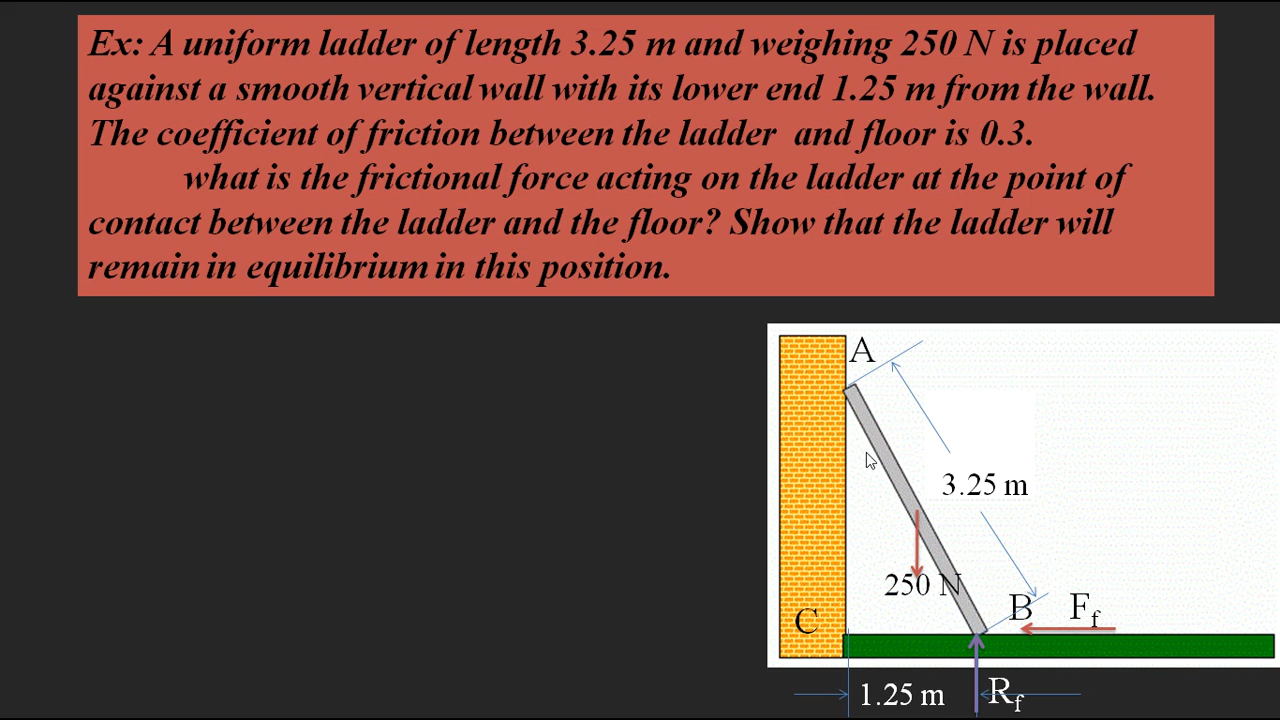 Ex: A uniform ladder of length 3.25 m and weighing 250 N is placed
against a smooth vertical wall with its lower end 1.25 m from the wall.
The coefficient of friction between the ladder and floor is 0.3.
what is the frictional force acting on the ladder at the point of
contact between the ladder and the floor? Show that the ladder will
remain in equilibrium in this position.
A
3.25 m
250 N
B
Ff
C
1.25 m
Rf